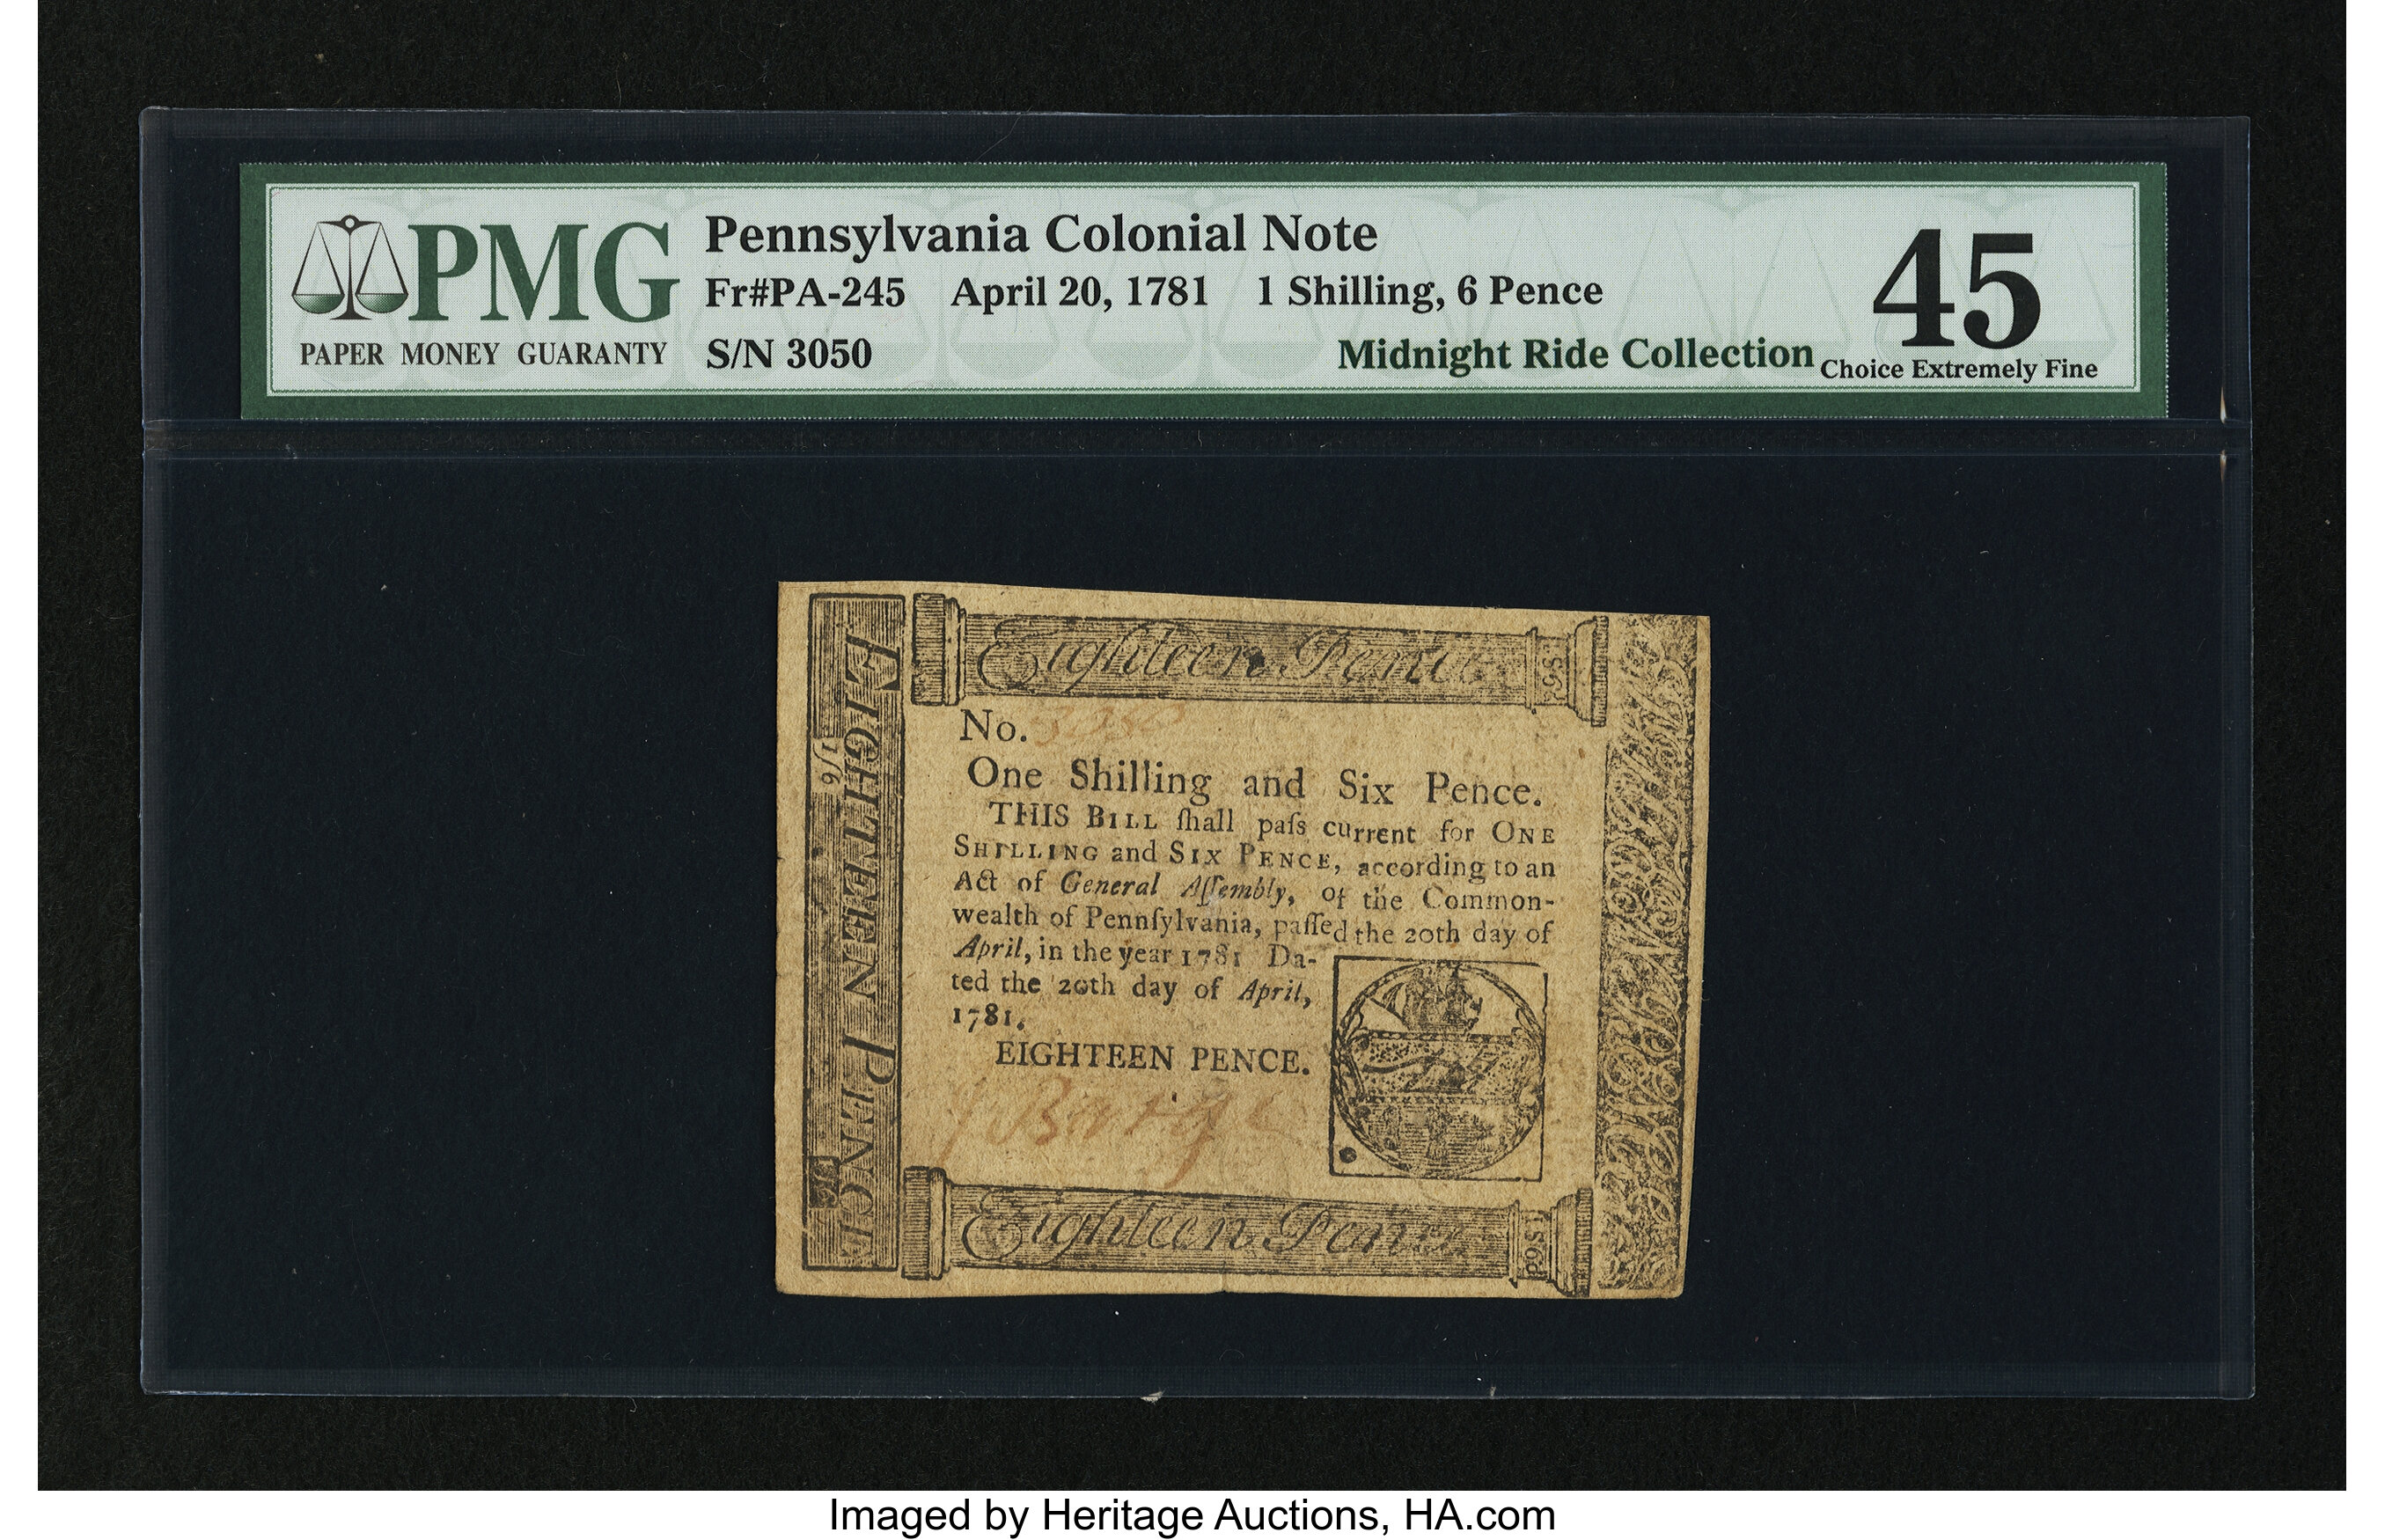 PMG
PAPER MONEY GUARANTY
Pennsylvania Colonial Note
Fr#PA-245 April 20, 1781 1 Shilling, 6 Pence
S/N 3050
Midnight Ride Collection
45
Choice Extremely Fine
EIGHTEEN PENCE
1/6
Eighteen Pence
No.
One Shilling and Six Pence.
THIS BILL ſhall paſs current for ONE
SHILLING and SIX PENCE, according to an
Act of General Aſſembly, of the Common-
wealth of Pennſylvania, paſſed the 20th day of
April, in the year 1781 Da-
ted the 20th day of April,
1781.
EIGHTEEN PENCE.
Barge
Eighteen Pence
Imaged by Heritage Auctions, HA.com